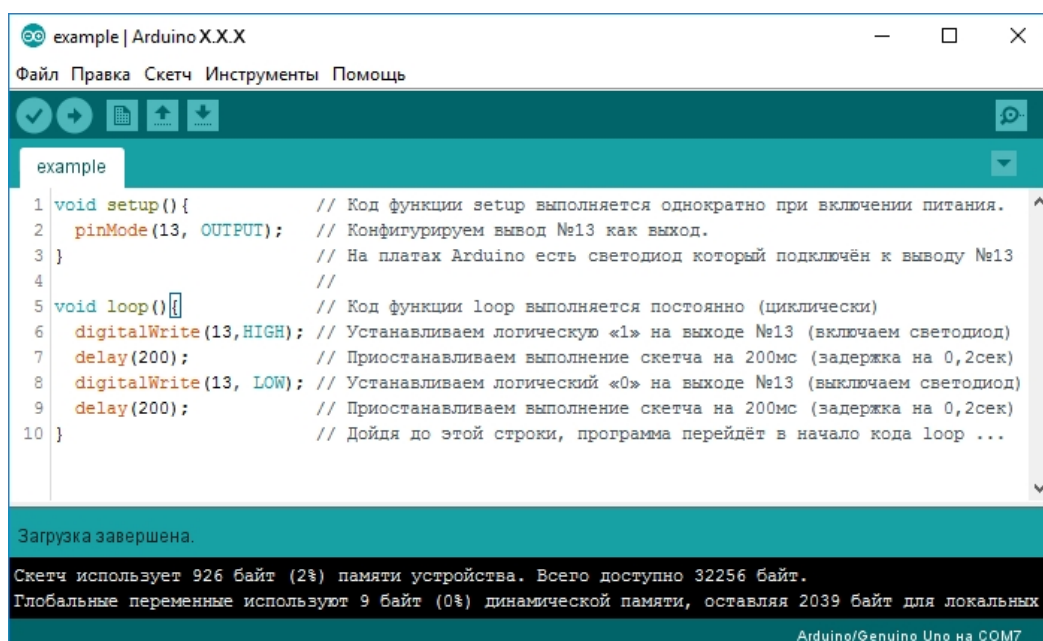 example | Arduino X.X.X
Файл Правка Скетч Инструменты Помощь
example
1 void setup(){ // Код функции setup выполняется однократно при включении питания.
2 pinMode(13, OUTPUT); // Конфигурируем вывод №13 как выход.
3 } // На платах Arduino есть светодиод который подключён к выводу №13
4 //
5 void loop(){ // Код функции loop выполняется постоянно (циклически)
6 digitalWrite(13,HIGH); // Устанавливаем логическую «1» на выходе №13 (включаем светодиод)
7 delay(200); // Приостанавливаем выполнение скетча на 200мс (задержка на 0,2сек)
8 digitalWrite(13, LOW); // Устанавливаем логический «0» на выходе №13 (выключаем светодиод)
9 delay(200); // Приостанавливаем выполнение скетча на 200мс (задержка на 0,2сек)
10 } // Дойдя до этой строки, программа перейдёт в начало кода loop ...
Загрузка завершена.
Скетч использует 926 байт (2%) памяти устройства. Всего доступно 32256 байт.
Глобальные переменные используют 9 байт (0%) динамической памяти, оставляя 2039 байт для локальных
Arduino/Genuino Uno на COM7